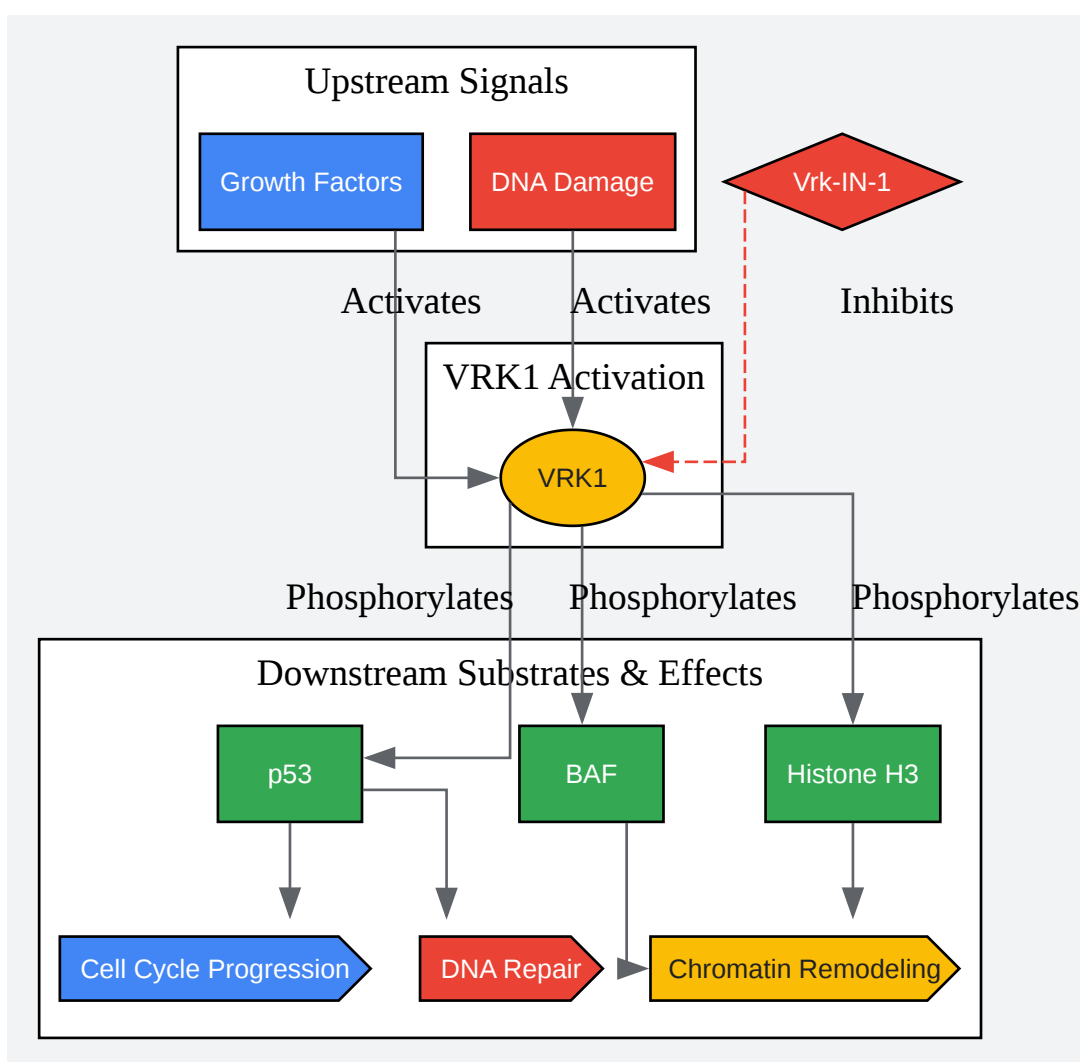 Upstream Signals
Growth Factors
DNA Damage
Vrk-IN-1
Activates
Activates
Inhibits
VRK1 Activation
VRK1
Phosphorylates
Phosphorylates
Phosphorylates
Downstream Substrates & Effects
p53
BAF
Histone H3
Cell Cycle Progression
DNA Repair
Chromatin Remodeling